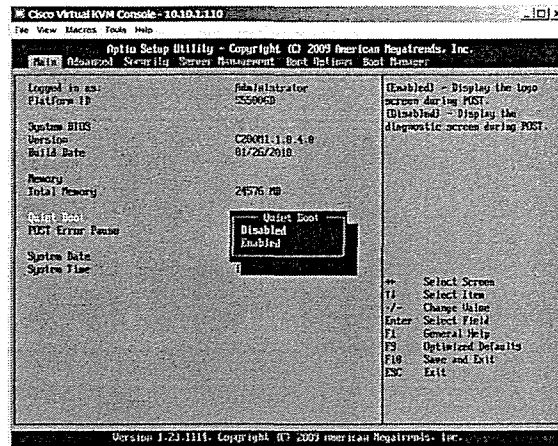 Cisco Virtual KVM Console - 10.10.1.110
File View Macros Tools Help
Aptio Setup Utility - Copyright (C) 2009 American Megatrends, Inc.
Main Advanced Security Server Management Boot Options Boot Manager
Logged in as: Administrator
Platform ID S5500GD
System BIOS
Version C200M1.1.0.4.0
Build Date 01/26/2010
Memory
Total Memory 24576 MB
Quiet Boot
POST Error Pause
System Date
System Time
Quiet Boot
Disabled
Enabled
[Enabled] - Display the logo
screen during POST.
[Disabled] - Display the
diagnostic screen during POST.
Select Screen
↑↓ Select Item
+/- Change Value
Enter Select Field
F1 General Help
F9 Optimized Defaults
F10 Save and Exit
ESC Exit
Version 1.23.1114. Copyright (C) 2009 American Megatrends, Inc.